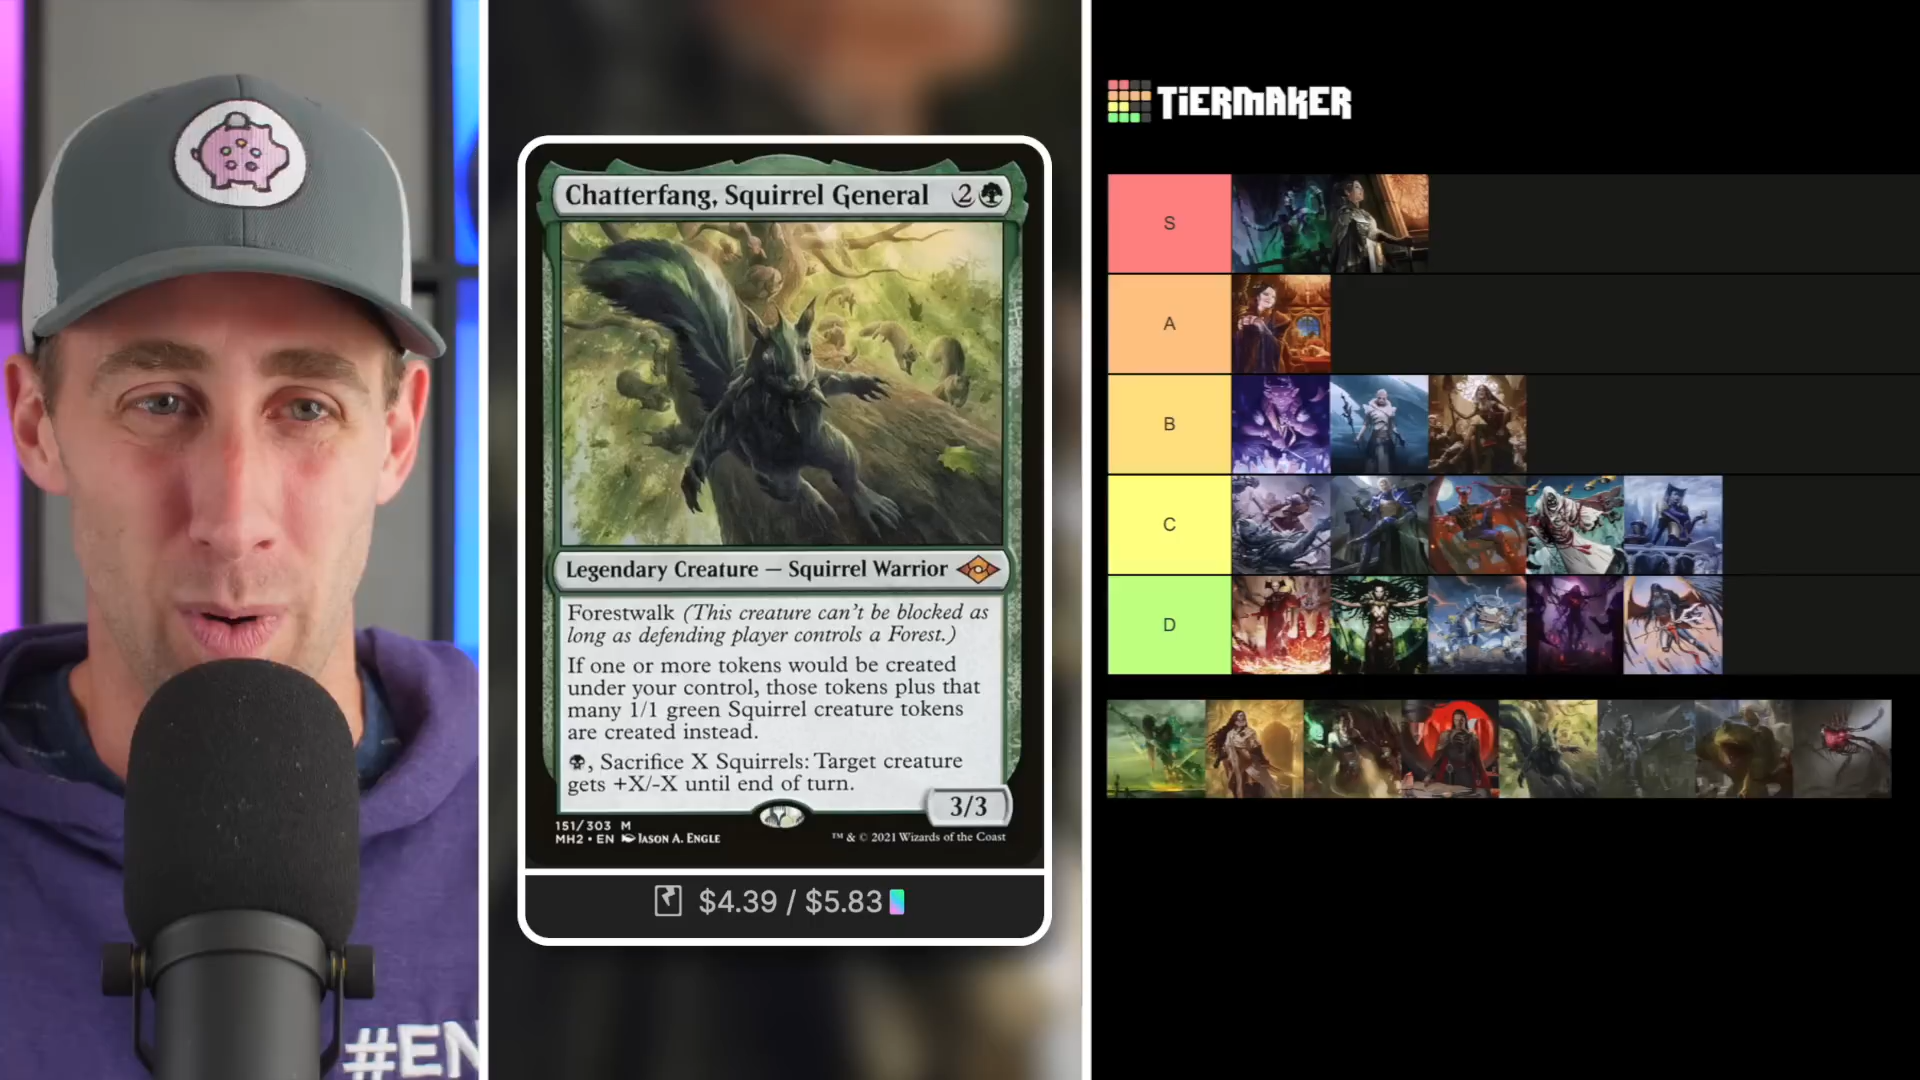 #EN
Chatterfang, Squirrel General 2
Legendary Creature — Squirrel Warrior
Forestwalk (This creature can't be blocked as
long as defending player controls a Forest.)
If one or more tokens would be created
under your control, those tokens plus that
many 1/1 green Squirrel creature tokens
are created instead.
, Sacrifice X Squirrels: Target creature
gets +X/-X until end of turn.
3/3
151/303 M
MH2 • EN Jason A. Engle
™ & © 2021 Wizards of the Coast
$4.39 / $5.83
TiERMAKER
S
A
B
C
D